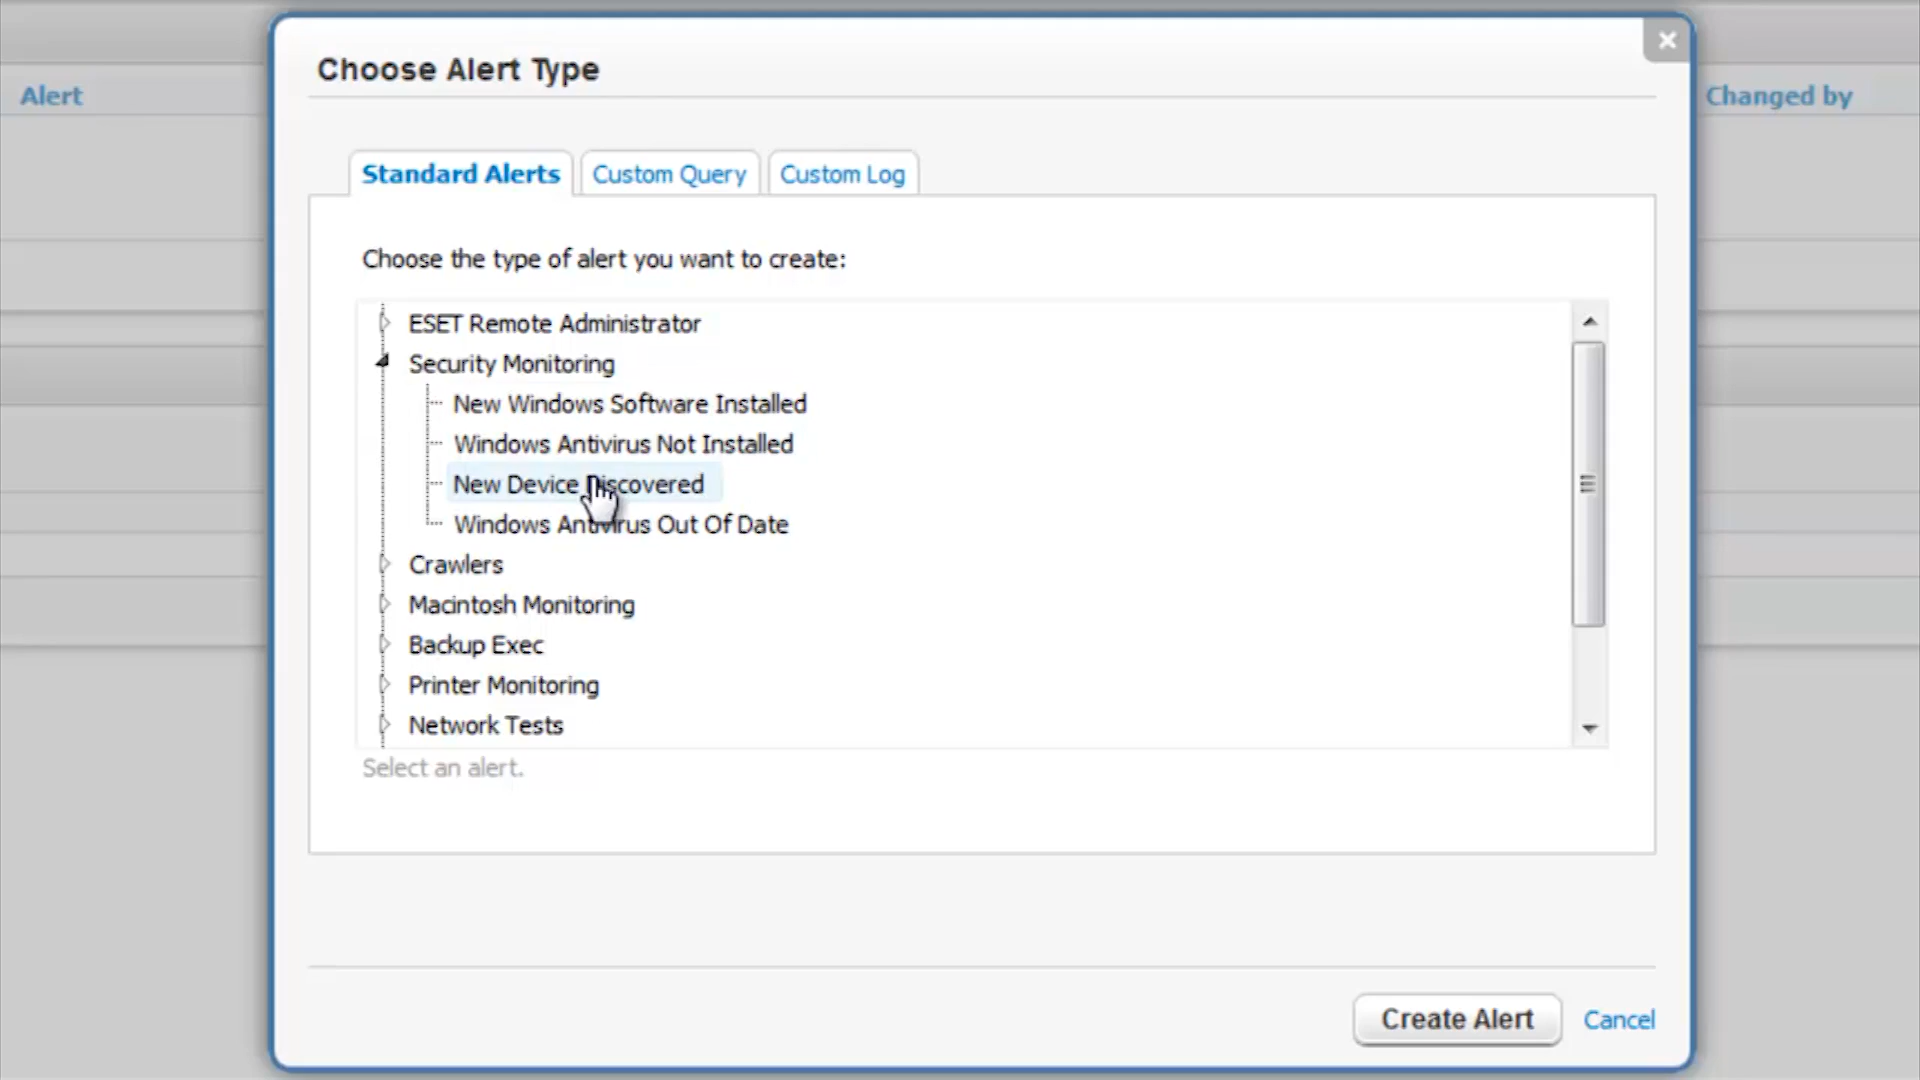 Choose Alert Type
Alert
Changed by
Standard Alerts Custom Query Custom Log
Choose the type of alert you want to create:
ESET Remote Administrator
Security Monitoring
New Windows Software Installed
Windows Antivirus Not Installed
New Device Discovered
Windows Antivirus Out Of Date
Crawlers
Macintosh Monitoring
Backup Exec
Printer Monitoring
Network Tests
Select an alert.
Create Alert Cancel